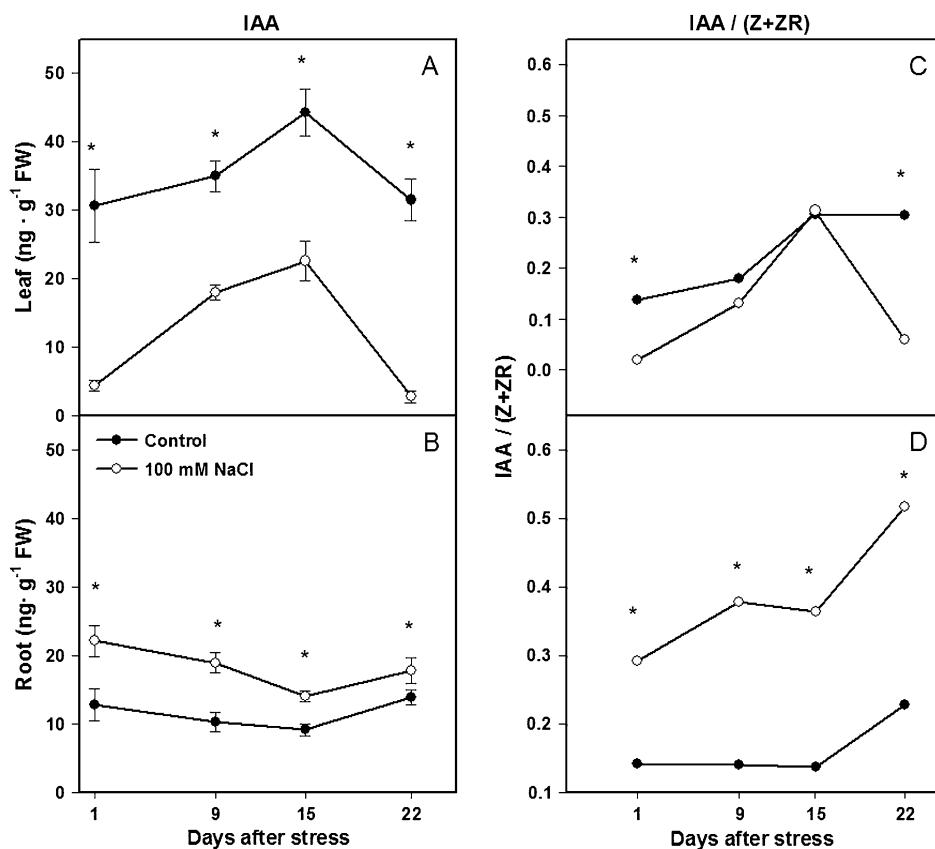 IAA
IAA / (Z+ZR)
A
*
*
*
*
50
40
30
20
10
0
Leaf (ng · g⁻¹ FW)
C
*
*
0.6
0.5
0.4
0.3
0.2
0.1
0.0
IAA / (Z+ZR)
B
Control
100 mM NaCl
*
*
*
*
50
40
30
20
10
0
Root (ng· g⁻¹ FW)
1 9 15 22
Days after stress
D
*
*
*
*
0.6
0.5
0.4
0.3
0.2
0.1
1 9 15 22
Days after stress